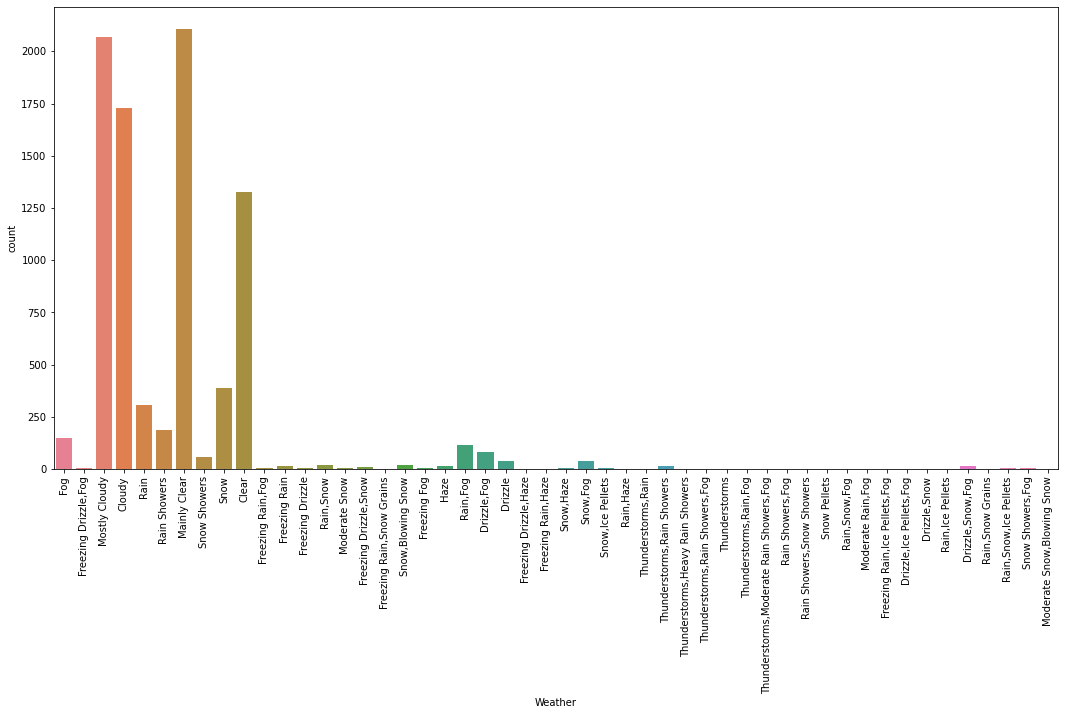 2000
1750
1500
1250
1000
750
500
250
0
count
Fog
Freezing Drizzle,Fog
Mostly Cloudy
Cloudy
Rain
Rain Showers
Mainly Clear
Snow Showers
Snow
Clear
Freezing Rain,Fog
Freezing Rain
Freezing Drizzle
Rain,Snow
Moderate Snow
Freezing Drizzle,Snow
Freezing Rain,Snow Grains
Snow,Blowing Snow
Freezing Fog
Haze
Rain,Fog
Drizzle,Fog
Drizzle
Freezing Drizzle,Haze
Freezing Rain,Haze
Snow,Haze
Snow,Fog
Snow,Ice Pellets
Rain,Haze
Thunderstorms,Rain
Thunderstorms,Rain Showers
Thunderstorms,Heavy Rain Showers
Thunderstorms,Rain Showers,Fog
Thunderstorms
Thunderstorms,Rain,Fog
Thunderstorms,Moderate Rain Showers,Fog
Rain Showers,Fog
Rain Showers,Snow Showers
Snow Pellets
Rain,Snow,Fog
Moderate Rain,Fog
Freezing Rain,Ice Pellets,Fog
Drizzle,Ice Pellets,Fog
Drizzle,Snow
Rain,Ice Pellets
Drizzle,Snow,Fog
Rain,Snow Grains
Rain,Snow,Ice Pellets
Snow Showers,Fog
Moderate Snow,Blowing Snow
Weather